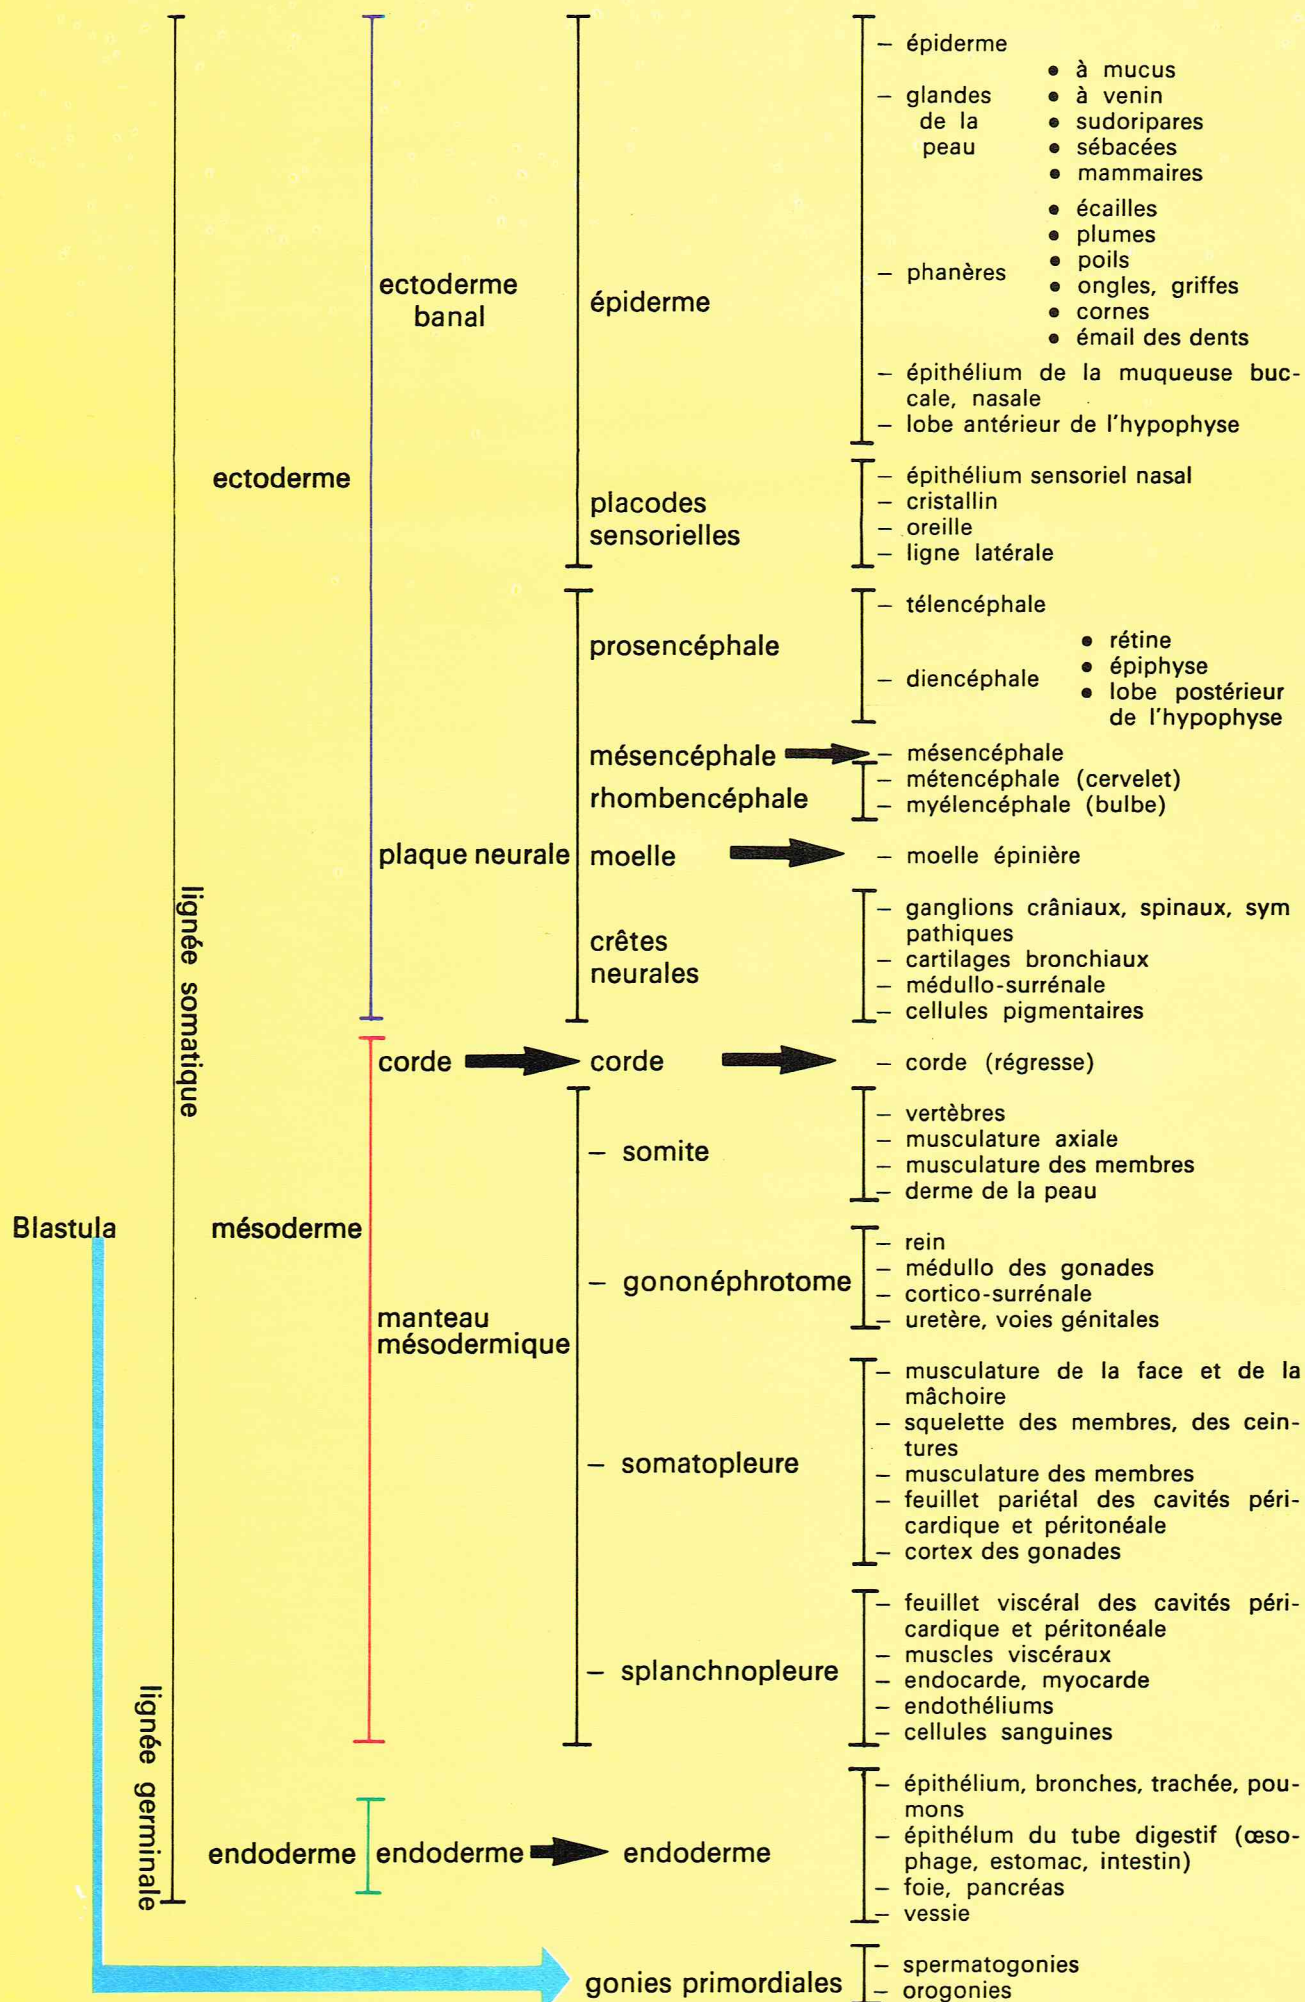 Blastula
lignée somatique
lignée germinale
ectoderme
ectoderme
banal
épiderme
– épiderme
– glandes
de la
peau
• à mucus
• à venin
• sudoripares
• sébacées
• mammaires
– phanères
• écailles
• plumes
• poils
• ongles, griffes
• cornes
• émail des dents
– épithélium de la muqueuse buc-
cale, nasale
– lobe antérieur de l'hypophyse
placodes
sensorielles
– épithélium sensoriel nasal
– cristallin
– oreille
– ligne latérale
plaque neurale
prosencéphale
– télencéphale
– diencéphale
• rétine
• épiphyse
• lobe postérieur
de l'hypophyse
mésencéphale
– mésencéphale
rhombencéphale
– métencéphale (cervelet)
– myélencéphale (bulbe)
moelle
– moelle épinière
crêtes
neurales
– ganglions crâniaux, spinaux, sym
pathiques
– cartilages bronchiaux
– médullo-surrénale
– cellules pigmentaires
mésoderme
corde
corde
– corde (régresse)
manteau
mésodermique
– somite
– vertèbres
– musculature axiale
– musculature des membres
– derme de la peau
– gononéphrotome
– rein
– médullo des gonades
– cortico-surrénale
– uretère, voies génitales
– somatopleure
– musculature de la face et de la
mâchoire
– squelette des membres, des cein-
tures
– musculature des membres
– feuillet pariétal des cavités péri-
cardique et péritonéale
– cortex des gonades
– splanchnopleure
– feuillet viscéral des cavités péri-
cardique et péritonéale
– muscles viscéraux
– endocarde, myocarde
– endothéliums
– cellules sanguines
endoderme
endoderme
endoderme
– épithélium, bronches, trachée, pou-
mons
– épithélum du tube digestif (œso-
phage, estomac, intestin)
– foie, pancréas
– vessie
gonies primordiales
– spermatogonies
– orogonies